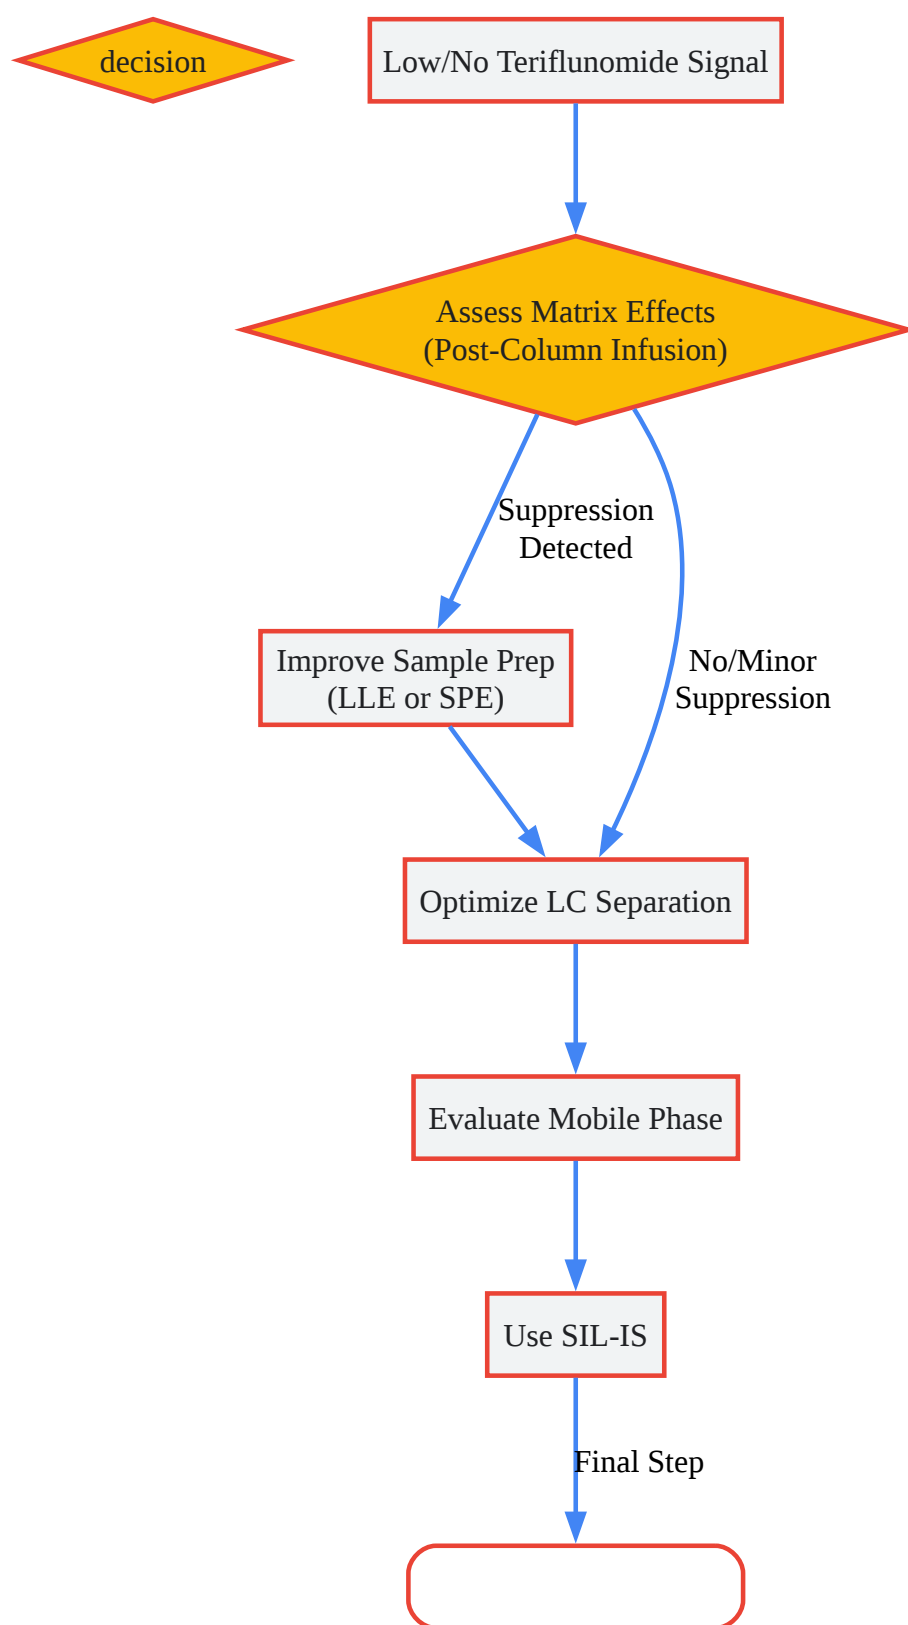 decision
Low/No Teriflunomide Signal
Assess Matrix Effects
(Post-Column Infusion)
Suppression
Detected
Improve Sample Prep
(LLE or SPE)
No/Minor
Suppression
Optimize LC Separation
Evaluate Mobile Phase
Use SIL-IS
Final Step